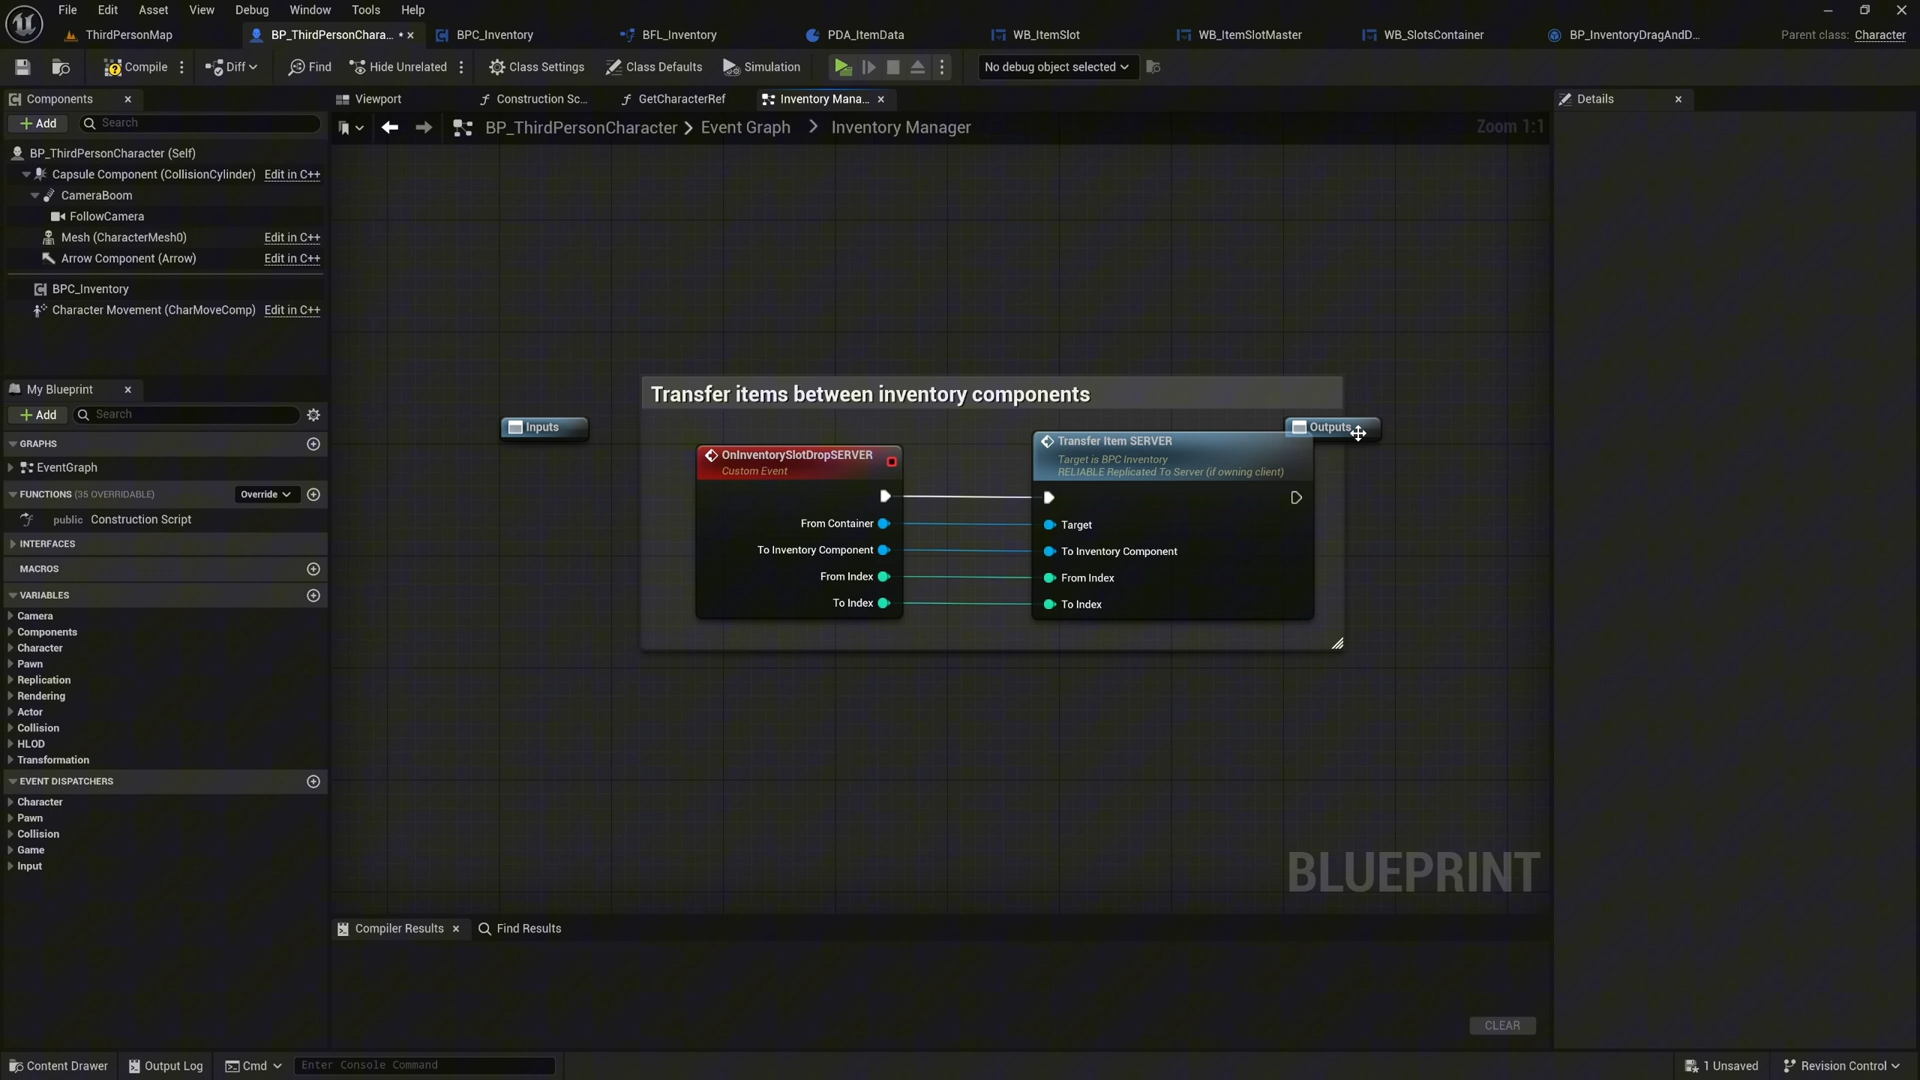 File Edit Asset View Debug Window Tools Help
ThirdPersonMap BP_ThirdPersonChara... • BPC_Inventory BFL_Inventory PDA_ItemData WB_ItemSlot WB_ItemSlotMaster WB_SlotsContainer BP_InventoryDragAndD... Parent class: Character
Compile Diff Find Hide Unrelated Class Settings Class Defaults Simulation No debug object selected
Components Viewport Construction Sc... GetCharacterRef Inventory Mana... Details
Add Search BP_ThirdPersonCharacter > Event Graph > Inventory Manager Zoom 1:1
BP_ThirdPersonCharacter (Self)
Capsule Component (CollisionCylinder) Edit in C++
CameraBoom
FollowCamera
Mesh (CharacterMesh0) Edit in C++
Arrow Component (Arrow) Edit in C++
BPC_Inventory
Character Movement (CharMoveComp) Edit in C++
My Blueprint
Add Search
GRAPHS
EventGraph
FUNCTIONS (35 OVERRIDABLE) Override
public Construction Script
INTERFACES
MACROS
VARIABLES
Camera
Components
Character
Pawn
Replication
Rendering
Actor
Collision
HLOD
Transformation
EVENT DISPATCHERS
Character
Pawn
Collision
Game
Input
Transfer items between inventory components
Inputs
Outputs
OnInventorySlotDropSERVER
Custom Event
From Container
To Inventory Component
From Index
To Index
Transfer Item SERVER
Target is BPC Inventory
RELIABLE Replicated To Server (if owning client)
Target
To Inventory Component
From Index
To Index
BLUEPRINT
Compiler Results Find Results
CLEAR
Content Drawer Output Log Cmd Enter Console Command 1 Unsaved Revision Control